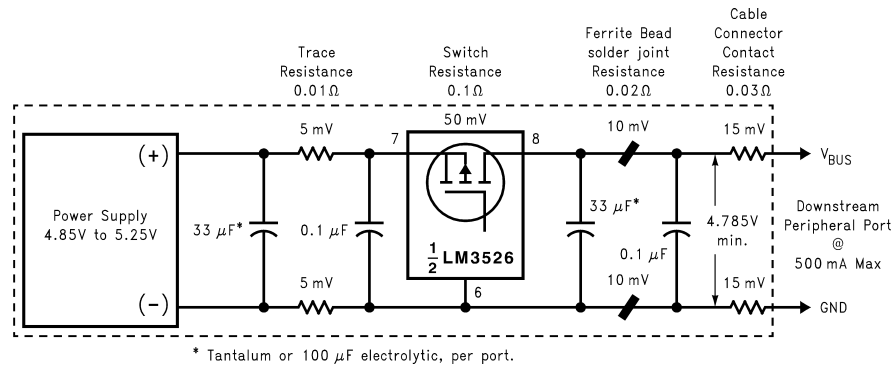 Trace
Resistance
0.01Ω
Switch
Resistance
0.1Ω
Ferrite Bead
solder joint
Resistance
0.02Ω
Cable
Connector
Contact
Resistance
0.03Ω
5 mV
50 mV
10 mV
15 mV
7
8
(+)
Power Supply
4.85V to 5.25V
(−)
33 μF*
0.1 μF
1/2 LM3526
6
33 μF*
0.1 μF
4.785V
min.
5 mV
10 mV
15 mV
VBUS
Downstream
Peripheral Port
@
500 mA Max
GND
* Tantalum or 100 μF electrolytic, per port.